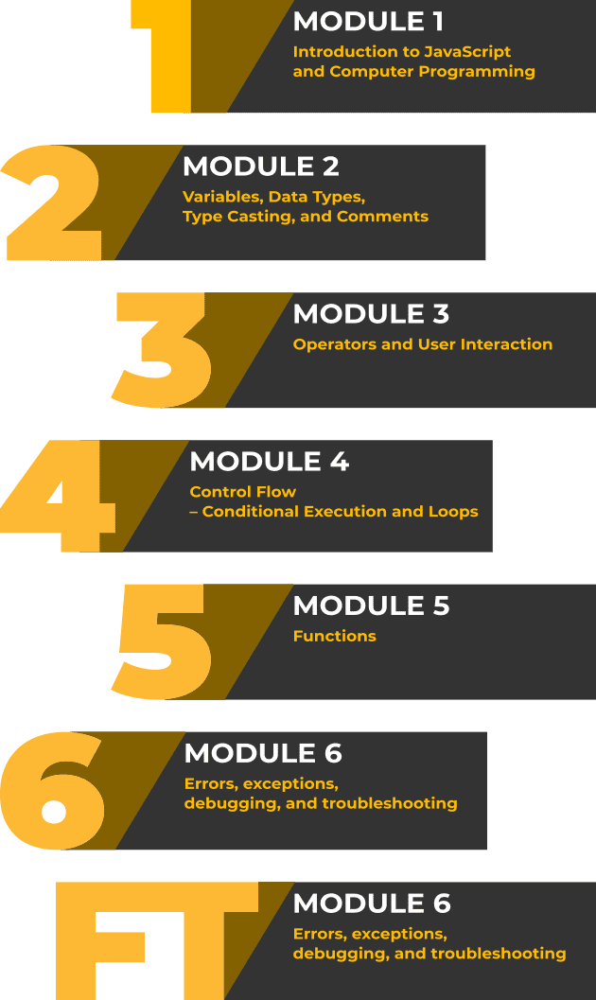 1
MODULE 1
Introduction to JavaScript
and Computer Programming
2
MODULE 2
Variables, Data Types,
Type Casting, and Comments
3
MODULE 3
Operators and User Interaction
4
MODULE 4
Control Flow
– Conditional Execution and Loops
5
MODULE 5
Functions
6
MODULE 6
Errors, exceptions,
debugging, and troubleshooting
FT
MODULE 6
Errors, exceptions,
debugging, and troubleshooting